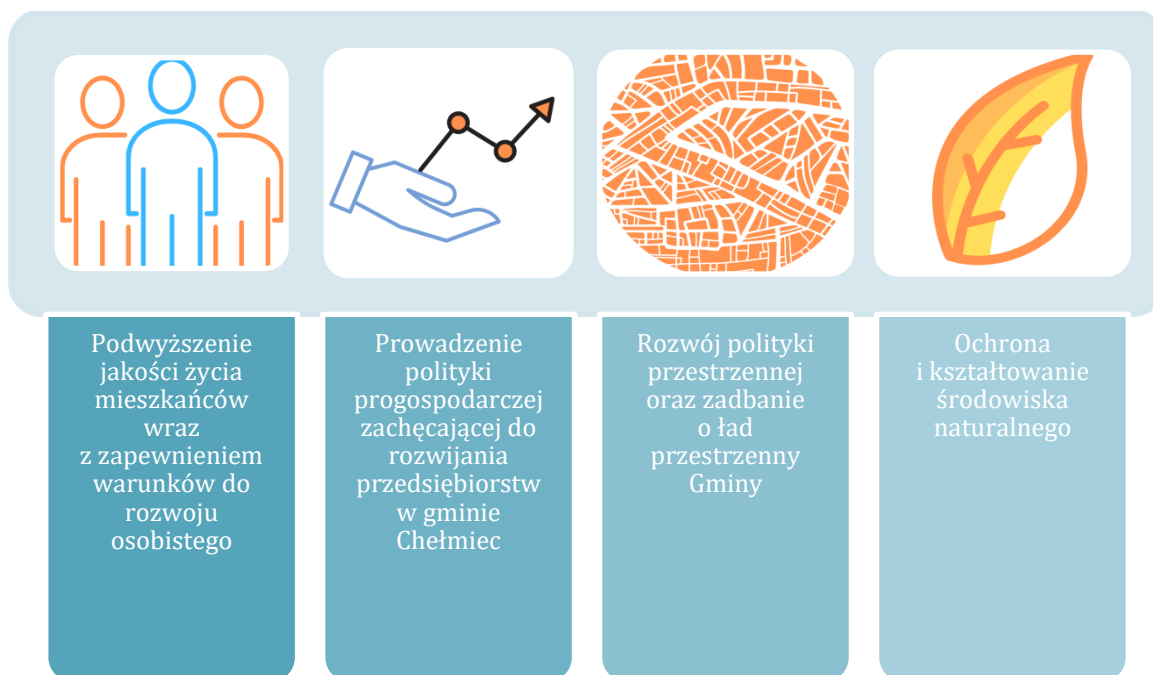 Podwyższenie
jakości życia
mieszkańców
wraz
z zapewnieniem
warunków do
rozwoju
osobistego
Prowadzenie
polityki
progospodarczej
zachęcającej do
rozwijania
przedsiębiorstw
w gminie
Chełmiec
Rozwój polityki
przestrzennej
oraz zadbanie
o ład
przestrzenny
Gminy
Ochrona
i kształtowanie
środowiska
naturalnego